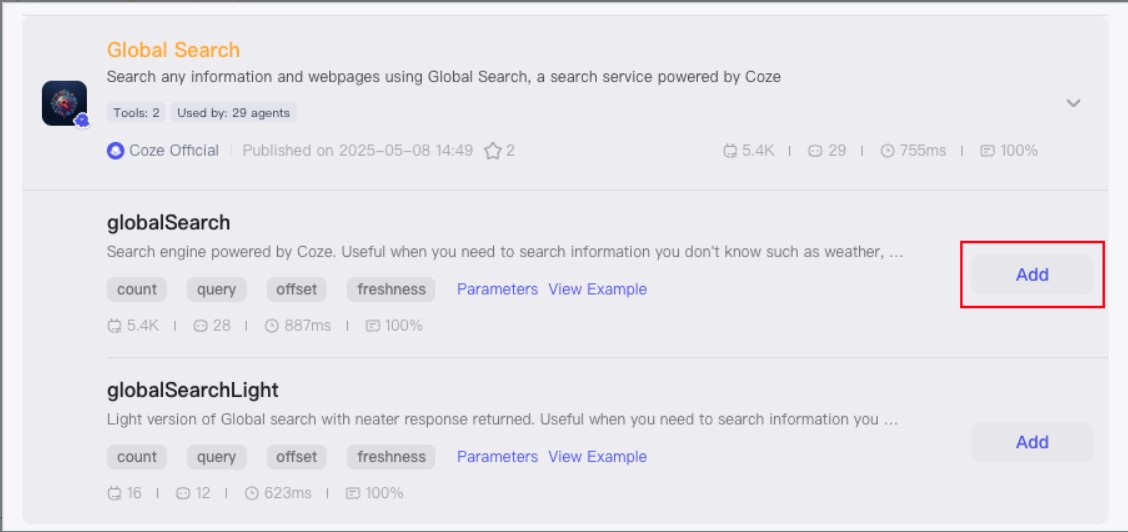 Global Search
Search any information and webpages using Global Search, a search service powered by Coze
Tools: 2 Used by: 29 agents
Coze Official Published on 2025-05-08 14:49 2 5.4K 29 755ms 100%
globalSearch
Search engine powered by Coze. Useful when you need to search information you don't know such as weather, ...
Add
count query offset freshness Parameters View Example
5.4K 28 887ms 100%
globalSearchLight
Light version of Global search with neater response returned. Useful when you need to search information you ...
Add
count query offset freshness Parameters View Example
16 12 623ms 100%